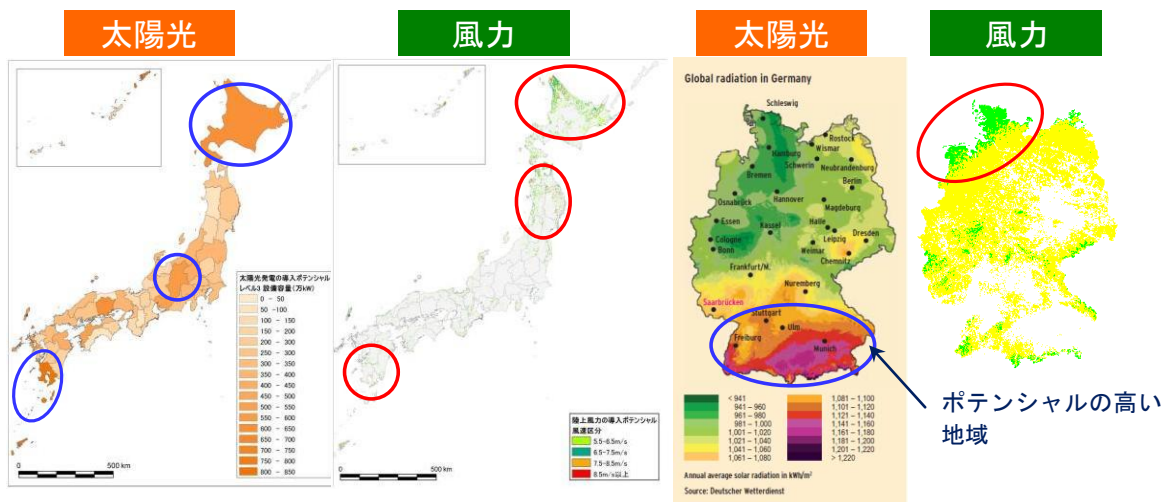 太陽光
風力
太陽光
風力
太陽光発電の導入ポテンシャル
レベル3 設備容量(万kW)
0 - 50
50 -100
100 - 150
150 - 200
200 - 250
250 - 300
300 - 350
350 - 400
400 - 450
450 - 500
500 - 550
550 - 600
600 - 650
650 - 700
700 - 750
750 - 800
800 - 850
0
500 km
陸上風力の導入ポテンシャル
風速区分
5.5-6.5m/s
6.5-7.5m/s
7.5-8.5m/s
8.5m/s以上
0
500 km
Global radiation in Germany
Schleswig
Rostock
Wismar
Hamburg
Schwerin
Neubrandenburg
Bremen
Berlin
Osnabrück
Hannover
Magdeburg
Essen
Kassel
Halle
Leipzig
Dresden
Cologne
Bonn
Weimar
Chemnitz
Frankfurt/M.
Nuremberg
Saarbrücken
Stuttgart
Ulm
Freiburg
Munich
< 941
941 – 960
961 – 980
981 – 1.000
1,001 – 1,020
1,021 – 1,040
1,041 – 1,060
1,061 – 1,080
1,081 – 1,100
1,101 – 1,120
1,121 – 1,140
1,141 – 1,160
1,161 – 1,180
1,181 – 1,200
1,201 – 1,220
> 1,220
Annual average solar radiation in kWh/m²
Source: Deutscher Wetterdienst
ポテンシャルの高い
地域